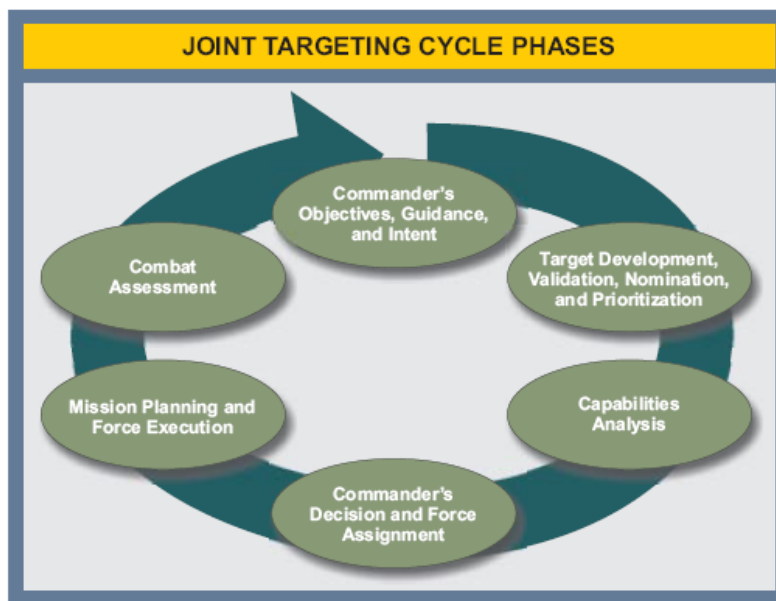 JOINT TARGETING CYCLE PHASES
Commander's
Objectives, Guidance,
and Intent
Target Development,
Validation, Nomination,
and Prioritization
Capabilities
Analysis
Commander's
Decision and Force
Assignment
Mission Planning and
Force Execution
Combat
Assessment